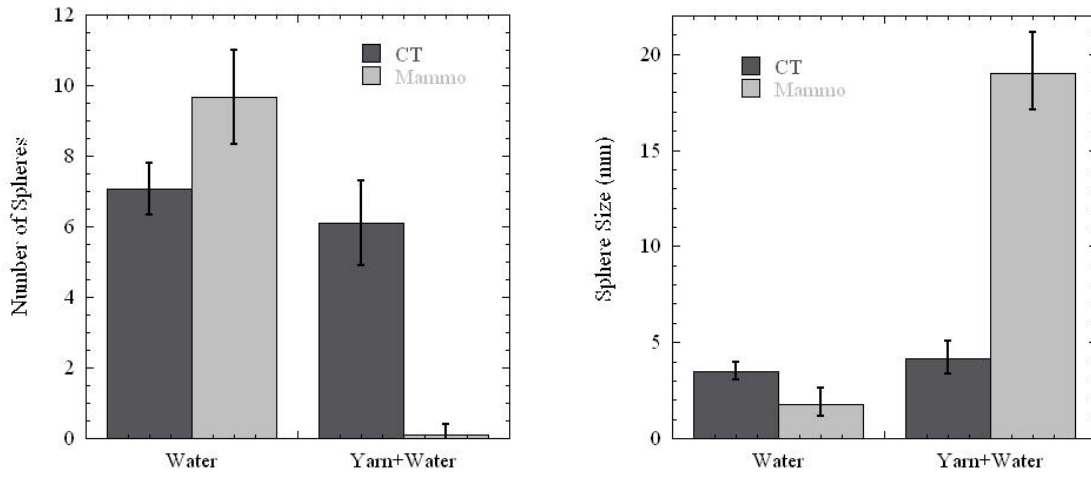 12
10
8
6
4
2
0
Number of Spheres
CT
Mammo
Water
Yarn+Water
20
15
10
5
0
Sphere Size (mm)
CT
Mammo
Water
Yarn+Water